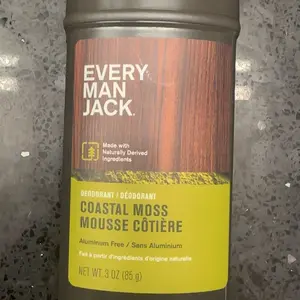 EVERY
MAN
JACK.
Made with
Naturally Derived
Ingredients
DEODORANT / DÉODORANT
COASTAL MOSS
MOUSSE CÔTIÈRE
Aluminum Free / Sans Aluminium
Fait à partir d'ingrédients d'origine naturelle
NET WT. 3 OZ (85 g)